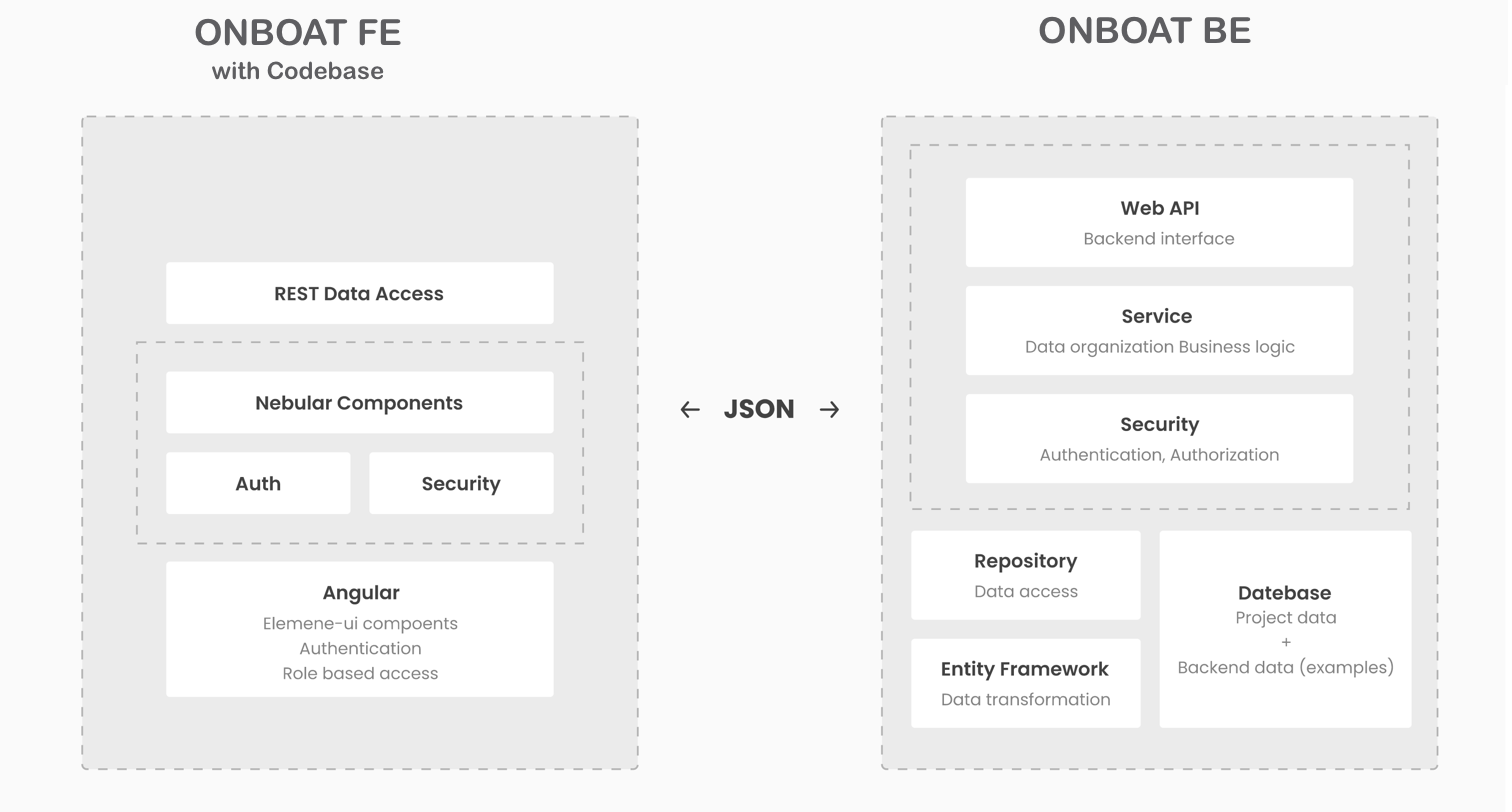 ONBOAT FE
with Codebase
REST Data Access
Nebular Components
Auth
Security
Angular
Elemene-ui compoents
Authentication
Role based access
← JSON →
ONBOAT BE
Web API
Backend interface
Service
Data organization Business logic
Security
Authentication, Authorization
Repository
Data access
Entity Framework
Data transformation
Datebase
Project data
+
Backend data (examples)